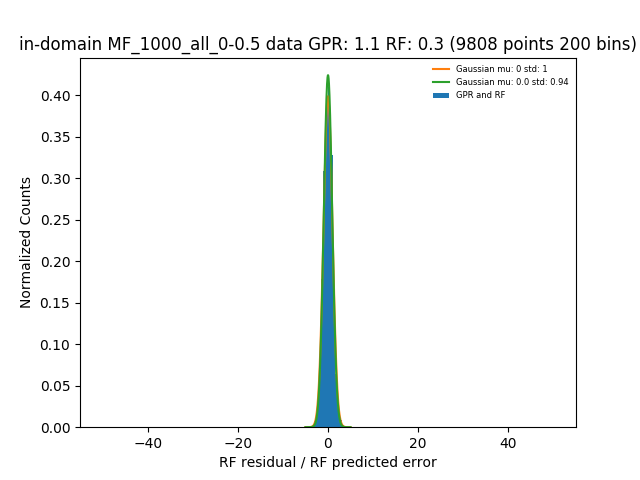 in-domain MF_1000_all_0-0.5 data GPR: 1.1 RF: 0.3 (9808 points 200 bins)
Gaussian mu: 0 std: 1
Gaussian mu: 0.0 std: 0.94
GPR and RF
Normalized Counts
0.40
0.35
0.30
0.25
0.20
0.15
0.10
0.05
0.00
−40 −20 0 20 40
RF residual / RF predicted error